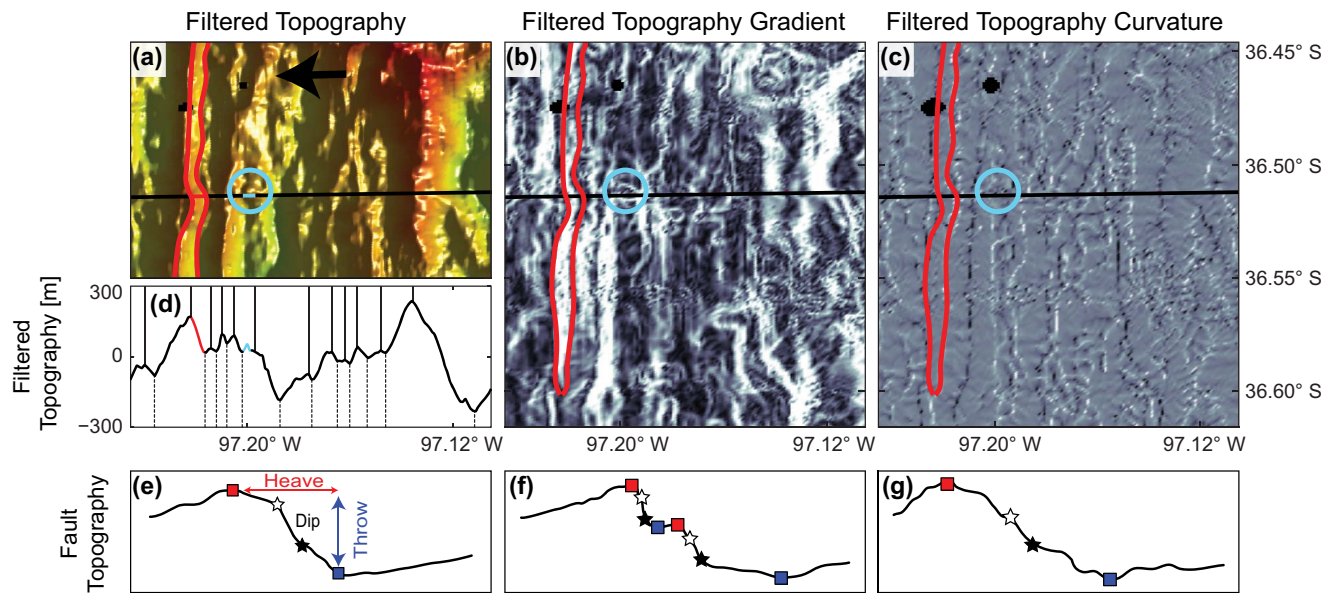 Filtered Topography
Filtered Topography Gradient
Filtered Topography Curvature
(a)
(b)
(c)
36.45° S
36.50° S
36.55° S
36.60° S
Filtered
Topography [m]
300
0
−300
(d)
97.20° W
97.12° W
97.20° W
97.12° W
97.20° W
97.12° W
Fault
Topography
(e)
Heave
Dip
Throw
(f)
(g)